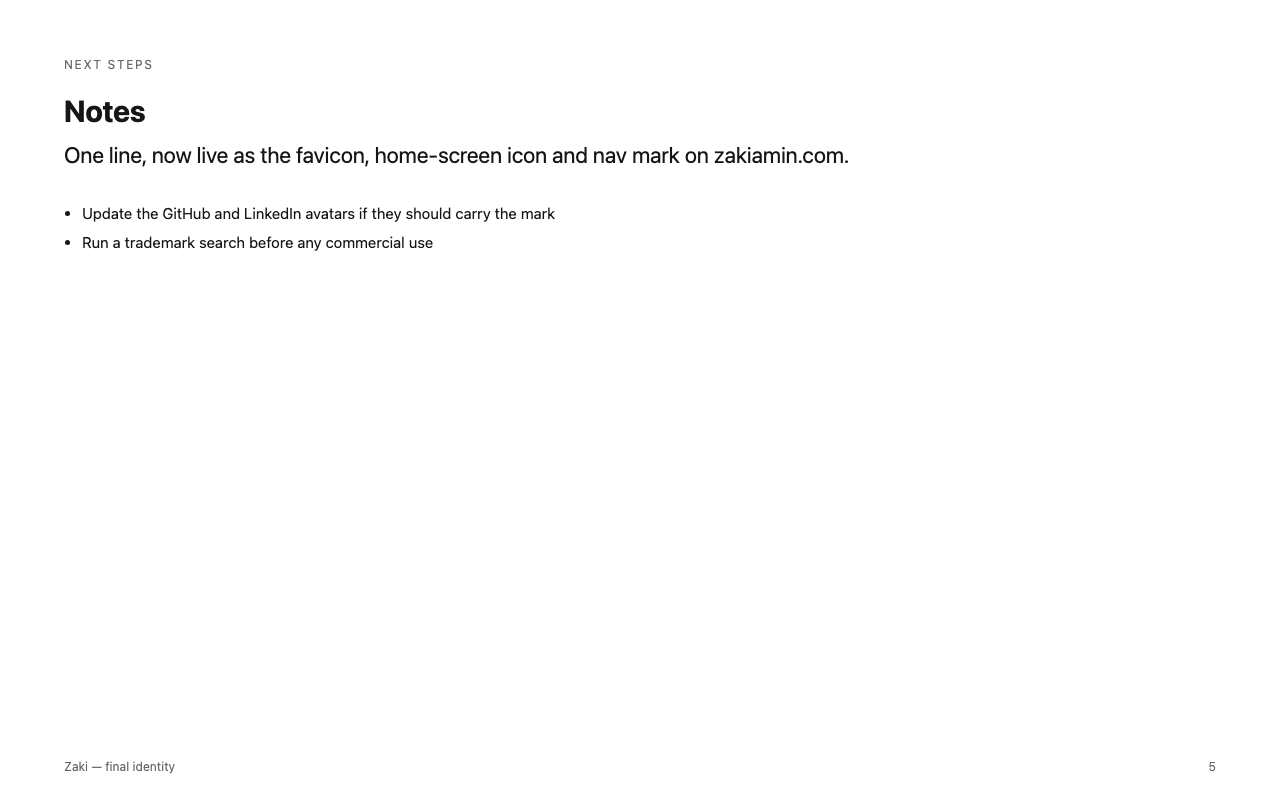 NEXT STEPS
Notes
One line, now live as the favicon, home-screen icon and nav mark on zakiamin.com.
• Update the GitHub and LinkedIn avatars if they should carry the mark
• Run a trademark search before any commercial use
Zaki — final identity
5